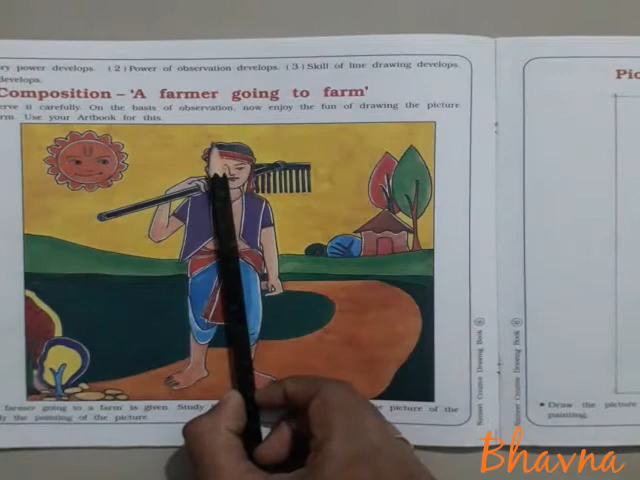 ry power develops. (2) Power of observation develops. (3) Skill of line drawing develops.
develops.
Composition – 'A farmer going to farm'
erve it carefully. On the basis of observation, now enjoy the fun of drawing the picture
rm. Use your Artbook for this.
farmer going to a farm' is given. Study
e picture of the
y the painting of the picture.
Pic
• Draw the picture
painting.
Bhavna